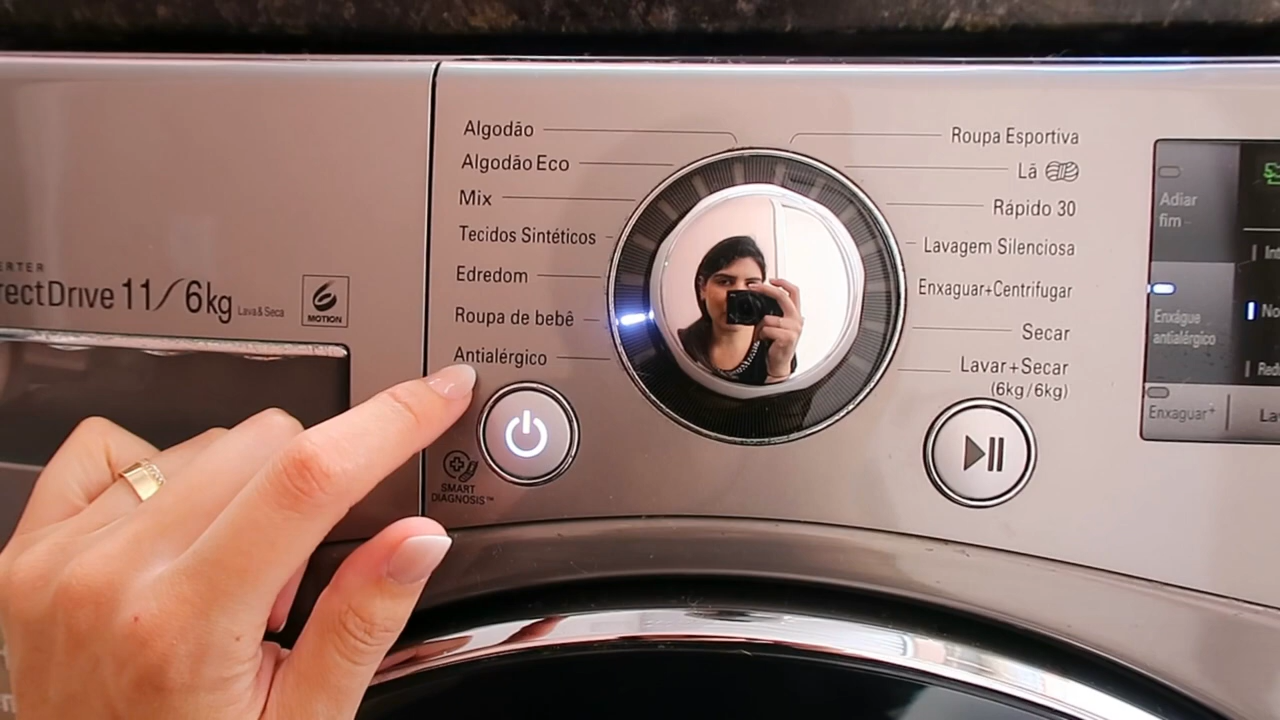 Algodão
Algodão Eco
Mix
Tecidos Sintéticos
Edredom
Roupa de bebê
Antialérgico
Roupa Esportiva
Lã
Rápido 30
Lavagem Silenciosa
Enxaguar+Centrifugar
Secar
Lavar+Secar
(6kg/6kg)
Adiar
fim
Enxágue
antialérgico
Enxaguar+
11/6kg
Lava & Seca
6
MOTION
SMART
DIAGNOSIS™